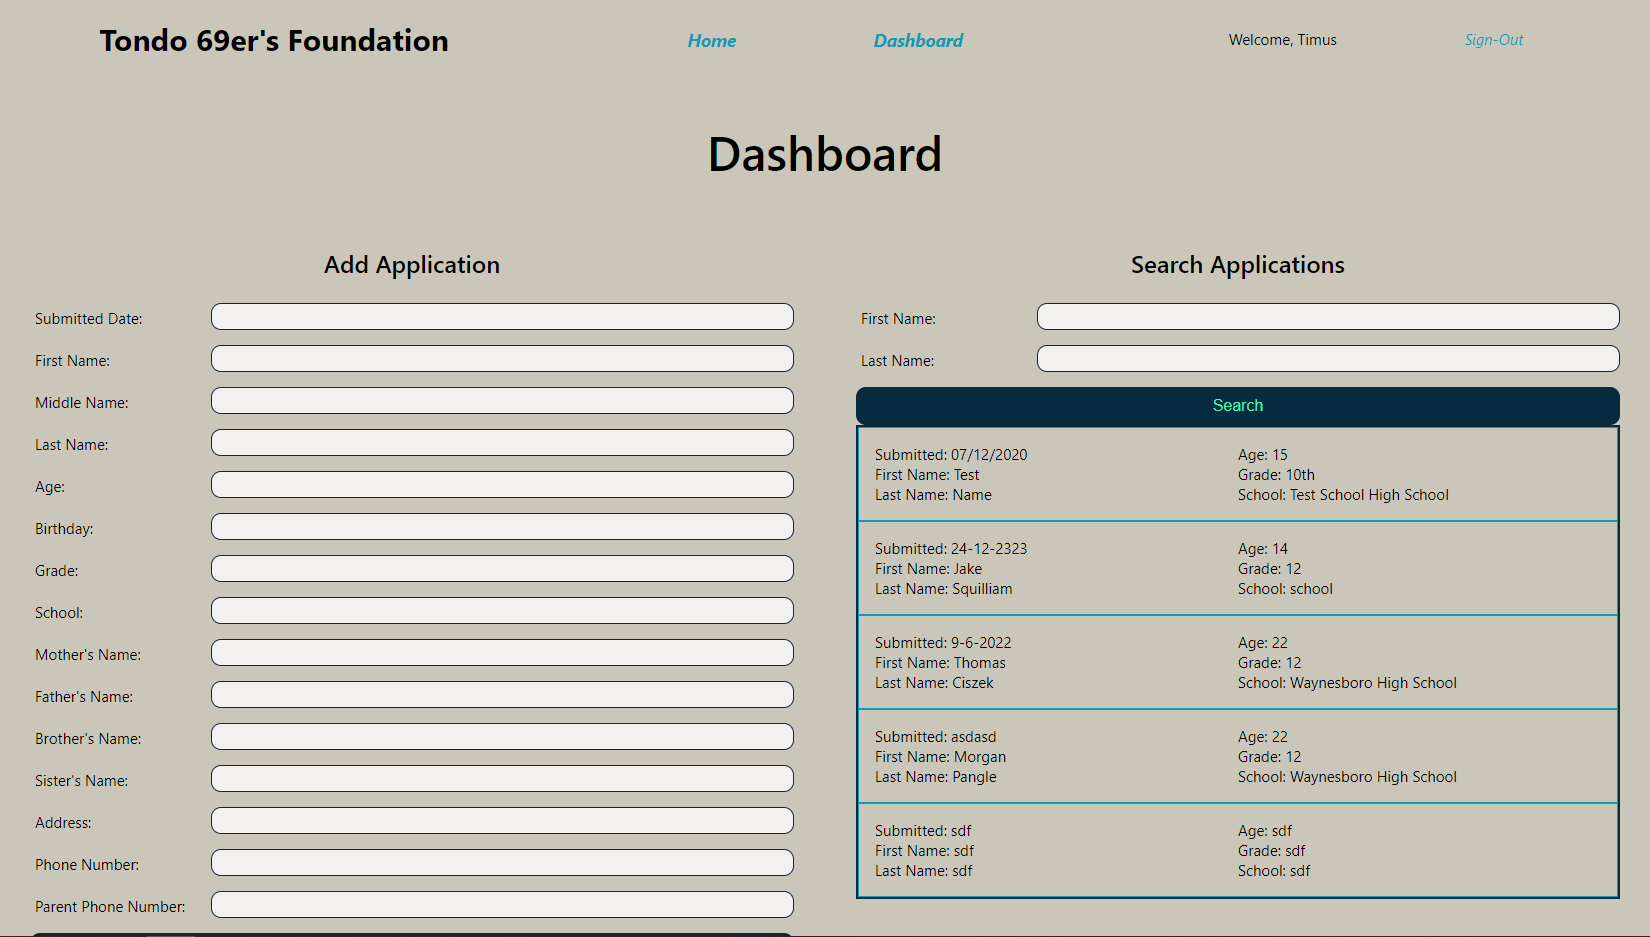 Tondo 69er's Foundation
Home
Dashboard
Welcome, Timus
Sign-Out
Dashboard
Add Application
Submitted Date:
First Name:
Middle Name:
Last Name:
Age:
Birthday:
Grade:
School:
Mother's Name:
Father's Name:
Brother's Name:
Sister's Name:
Address:
Phone Number:
Parent Phone Number:
Search Applications
First Name:
Last Name:
Search
Submitted: 07/12/2020
First Name: Test
Last Name: Name
Age: 15
Grade: 10th
School: Test School High School
Submitted: 24-12-2323
First Name: Jake
Last Name: Squilliam
Age: 14
Grade: 12
School: school
Submitted: 9-6-2022
First Name: Thomas
Last Name: Ciszek
Age: 22
Grade: 12
School: Waynesboro High School
Submitted: asdasd
First Name: Morgan
Last Name: Pangle
Age: 22
Grade: 12
School: Waynesboro High School
Submitted: sdf
First Name: sdf
Last Name: sdf
Age: sdf
Grade: sdf
School: sdf